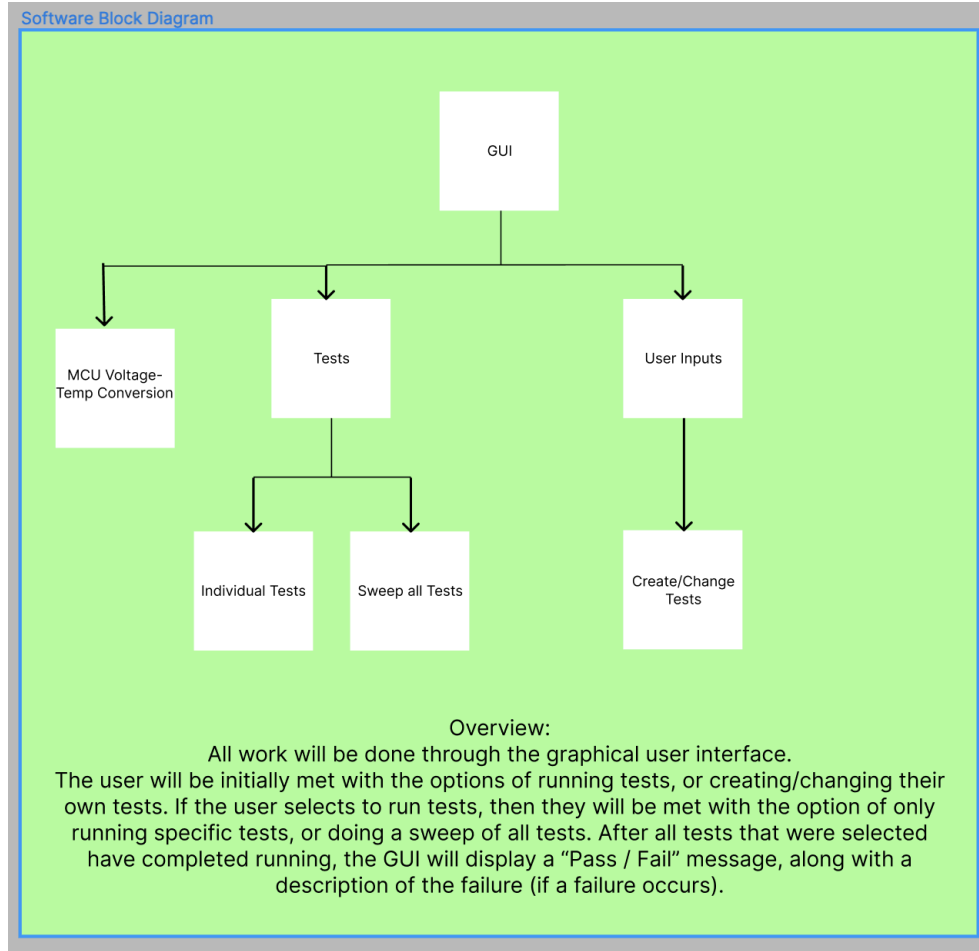 Software Block Diagram
GUI
MCU Voltage-
Temp Conversion
Tests
User Inputs
Individual Tests
Sweep all Tests
Create/Change
Tests
Overview:
All work will be done through the graphical user interface.
The user will be initially met with the options of running tests, or creating/changing their
own tests. If the user selects to run tests, then they will be met with the option of only
running specific tests, or doing a sweep of all tests. After all tests that were selected
have completed running, the GUI will display a “Pass / Fail” message, along with a
description of the failure (if a failure occurs).